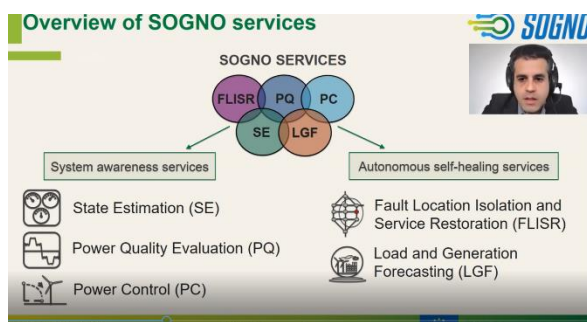 Overview of SOGNO services
SOGNO
SOGNO SERVICES
FLISR
PQ
PC
SE
LGF
System awareness services
Autonomous self-healing services
State Estimation (SE)
Power Quality Evaluation (PQ)
Power Control (PC)
Fault Location Isolation and
Service Restoration (FLISR)
Load and Generation
Forecasting (LGF)